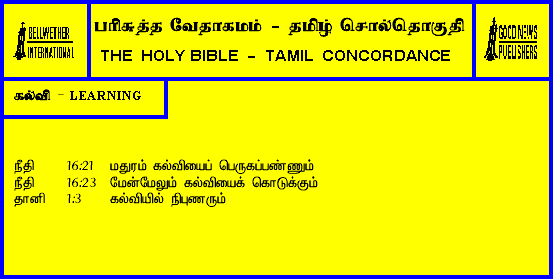 BELLWETHER
INTERNATIONAL
பரிசுத்த வேதாகமம் - தமிழ் சொல்தொகுதி
THE HOLY BIBLE - TAMIL CONCORDANCE
GOOD NEWS
PUBLISHERS
கல்வி - LEARNING
நீதி 16:21 மதுரம் கல்வியைப் பெருகப்பண்ணும்
நீதி 16:23 மேன்மேலும் கல்வியைக் கொடுக்கும்
தானி 1:3 கல்வியில் நிபுணரும்